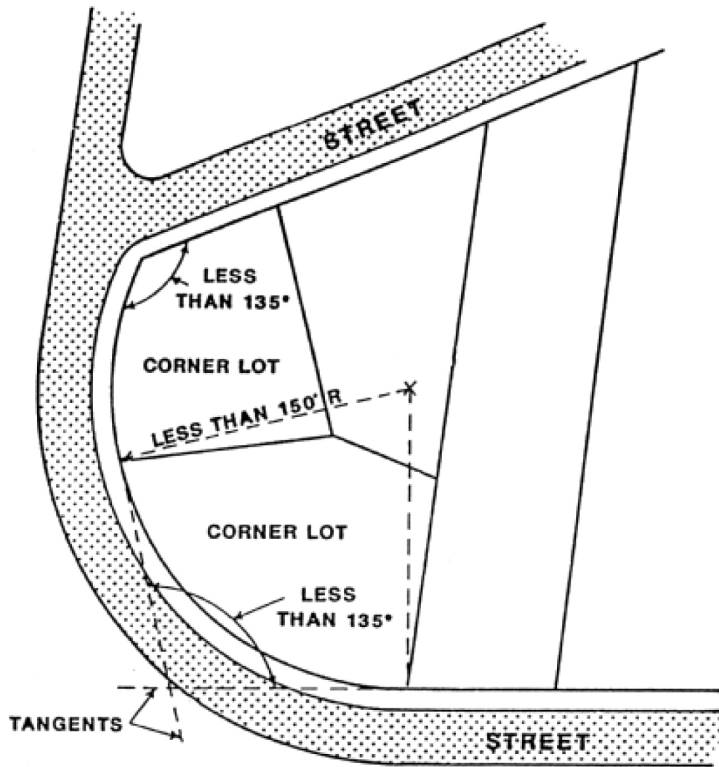 STREET
LESS
THAN 135°
CORNER LOT
LESS THAN 150' R
CORNER LOT
LESS
THAN 135°
TANGENTS
STREET